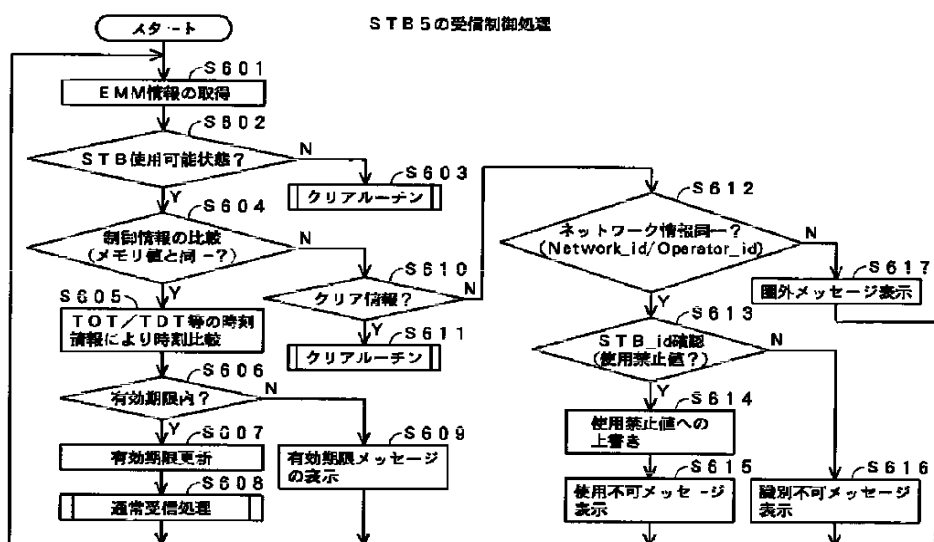 STB5の受信制御処理
スタート
S601
EMM情報の取得
S602
STB使用可能状態?
N
Y
S603
クリアルーチン
S604
制御情報の比較
(メモリ値と同一?)
N
Y
S605
TOT/TDT等の時刻
情報により時刻比較
S606
有効期限内?
N
Y
S607
有効期限更新
S608
通常受信処理
S609
有効期限メッセージ
の表示
S610
クリア情報?
N
Y
S611
クリアルーチン
S612
ネットワーク情報同一?
(Network_id/Operator_id)
N
Y
S617
圏外メッセージ表示
S613
STB_id確認
(使用禁止値?)
N
Y
S614
使用禁止値への
上書き
S615
使用不可メッセージ
表示
S616
識別不可メッセージ
表示